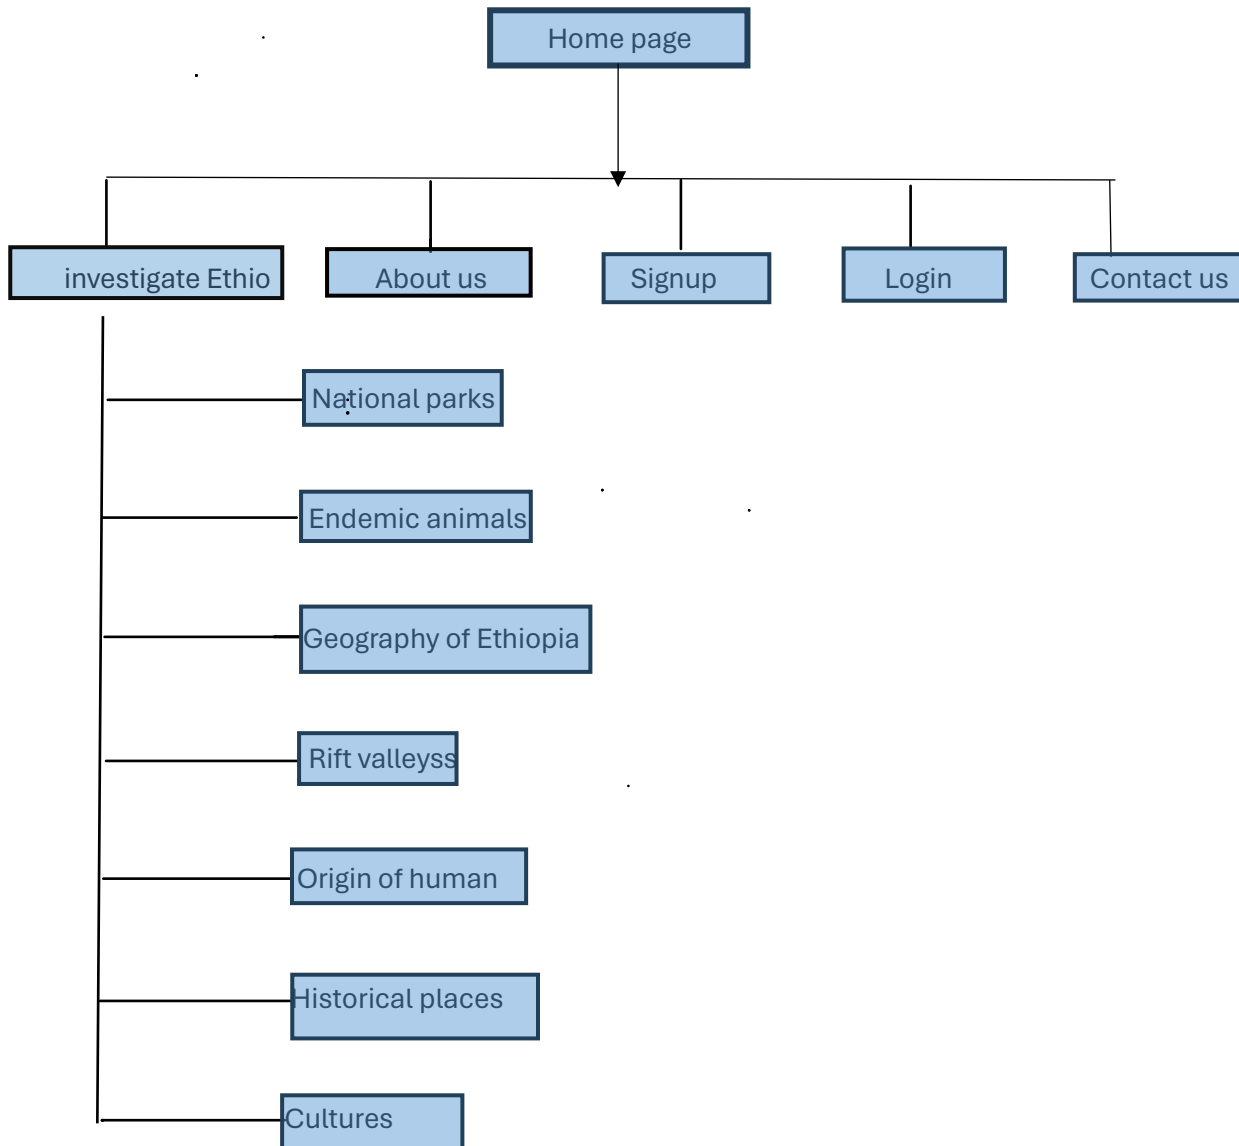 Home page
investigate Ethio
About us
Signup
Login
Contact us
National parks
Endemic animals
Geography of Ethiopia
Rift valleyss
Origin of human
Historical places
Cultures